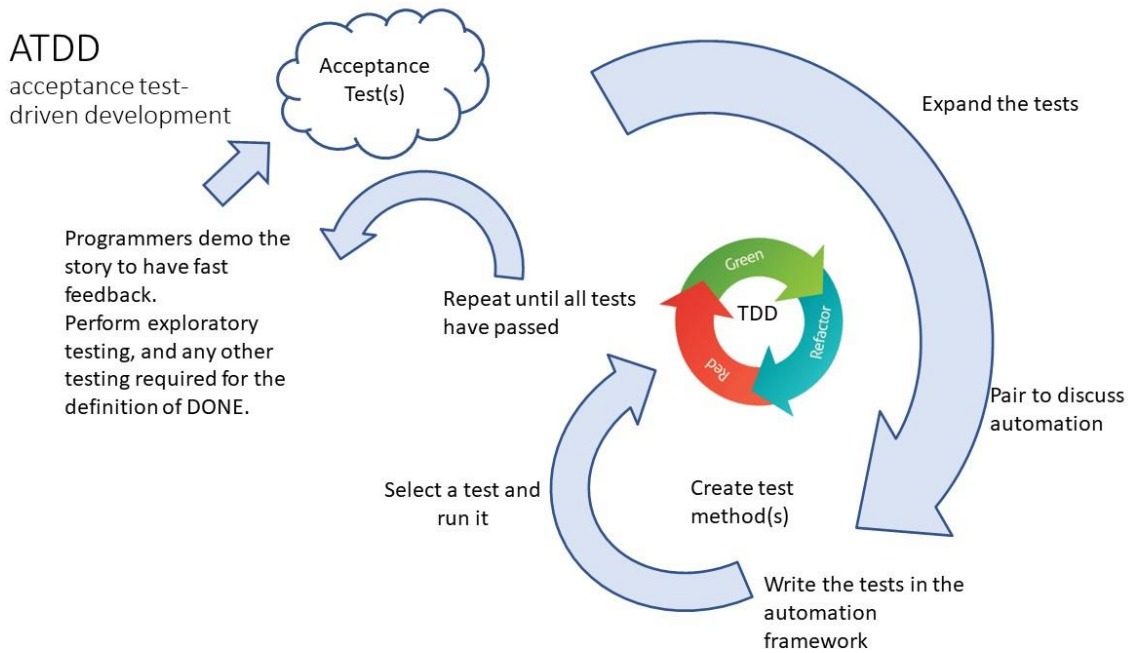 ATDD
acceptance test-
driven development
Acceptance
Test(s)
Expand the tests
Programmers demo the
story to have fast
feedback.
Perform exploratory
testing, and any other
testing required for the
definition of DONE.
Repeat until all tests
have passed
Green
TDD
Refactor
Red
Pair to discuss
automation
Select a test and
run it
Create test
method(s)
Write the tests in the
automation
framework